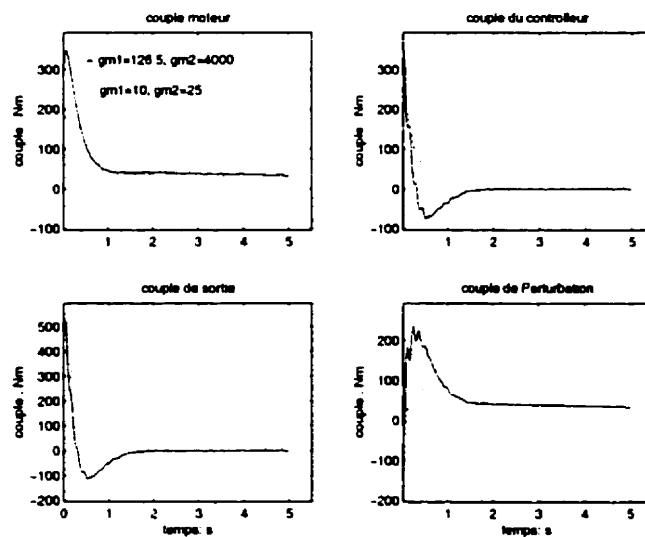 couple moteur
couple . Nm
300
200
100
0
-100
- gm1=126.5, gm2=4000
gm1=10, gm2=25
0 1 2 3 4 5
couple du controlleur
couple . Nm
300
200
100
0
-100
1 2 3 4 5
couple de sortie
couple . Nm
500
400
300
200
100
0
-100
-200
0 1 2 3 4 5
temps: s
couple de Perturbation
couple . Nm
200
100
0
-100
-200
1 2 3 4 5
temps: s